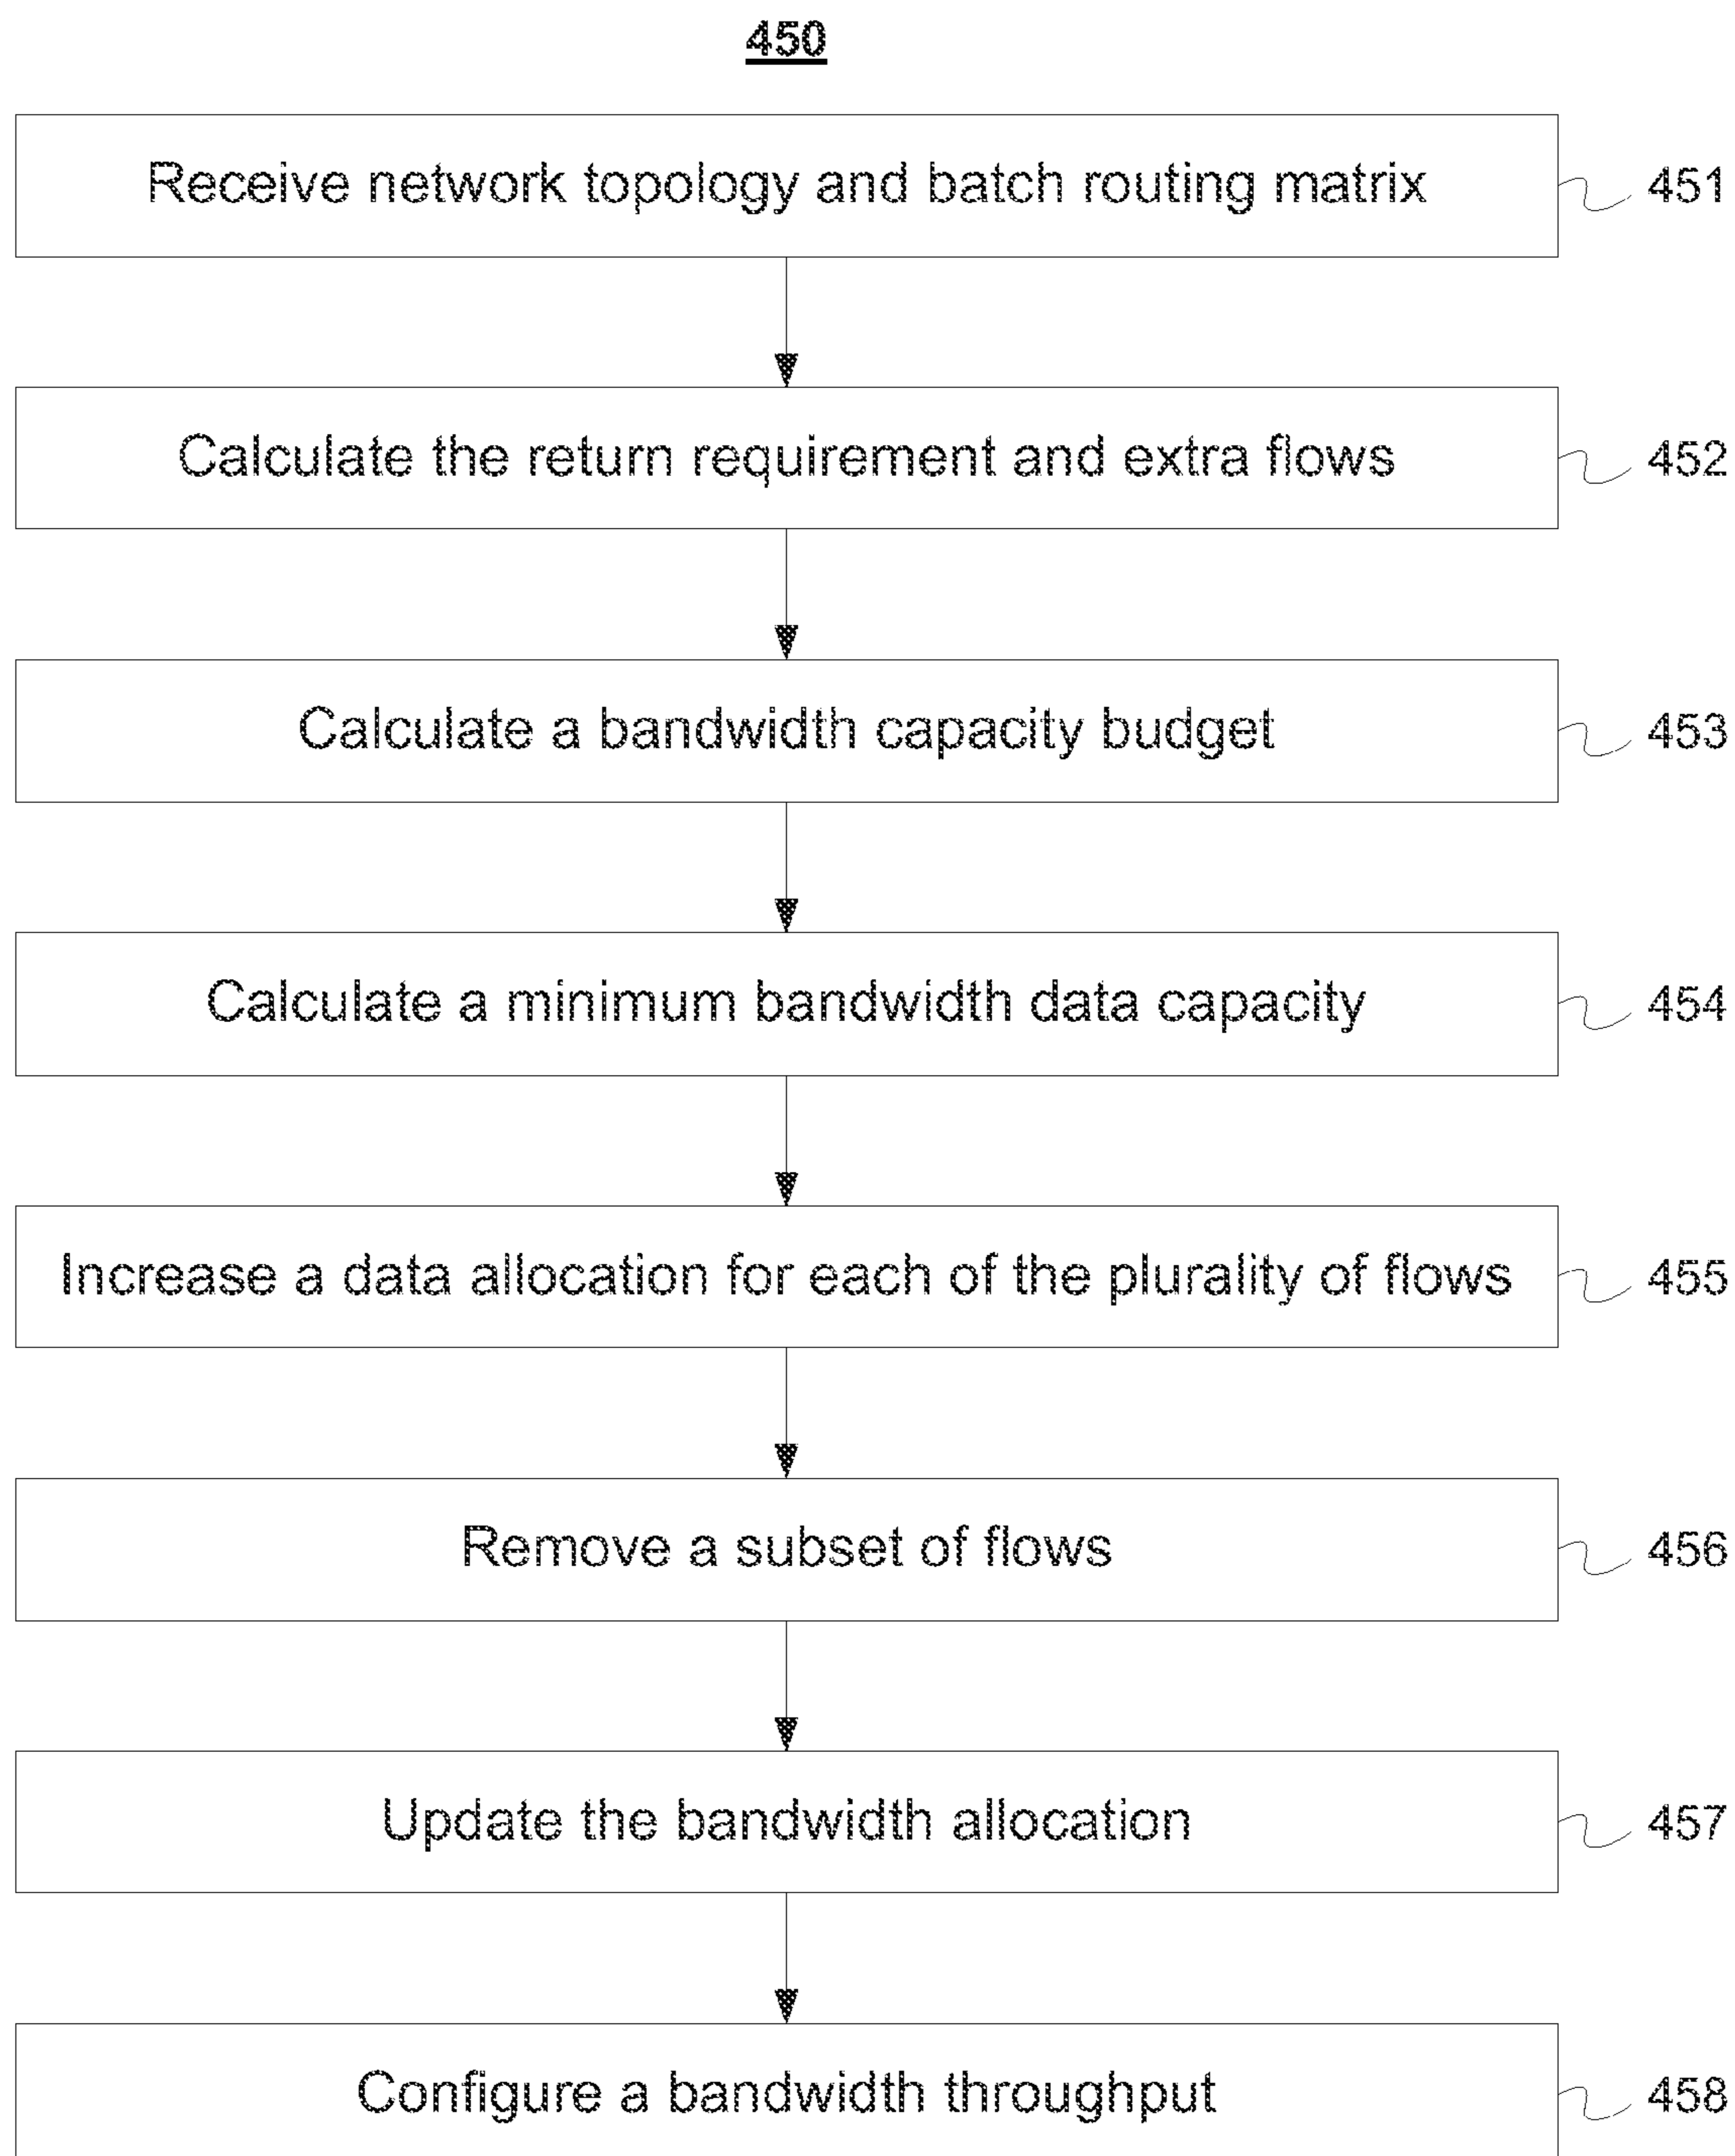 450
Receive network topology and batch routing matrix
451
Calculate the return requirement and extra flows
452
Calculate a bandwidth capacity budget
453
Calculate a minimum bandwidth data capacity
454
Increase a data allocation for each of the plurality of flows
455
Remove a subset of flows
456
Update the bandwidth allocation
457
Configure a bandwidth throughput
458